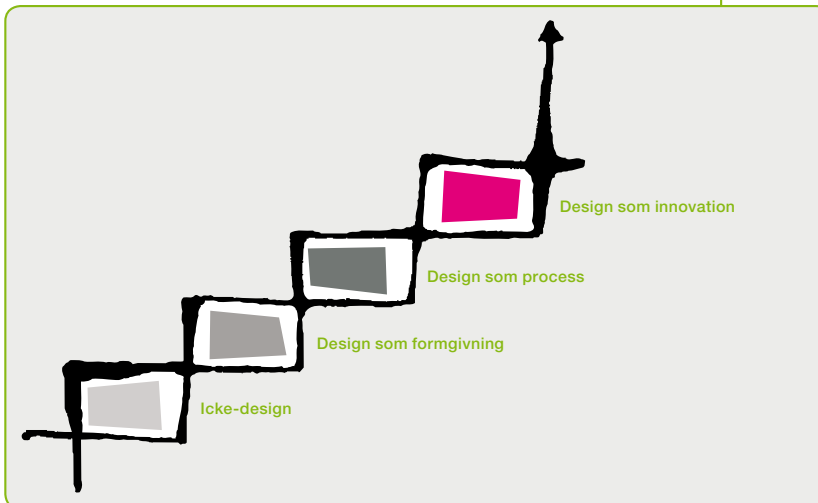 Design som innovation
Design som process
Design som formgivning
Icke-design